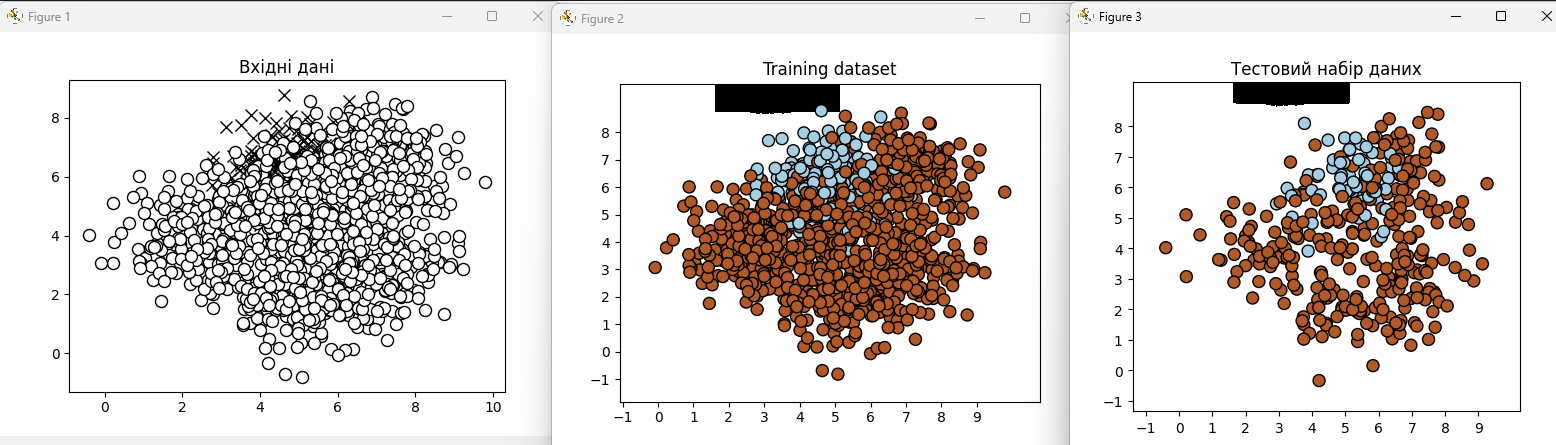 Figure 1
Вхідні дані
8
6
4
2
0
0 2 4 6 8 10
Figure 2
Training dataset
8
7
6
5
4
3
2
1
0
−1
−1 0 1 2 3 4 5 6 7 8 9
Figure 3
Тестовий набір даних
8
7
6
5
4
3
2
1
0
−1
−1 0 1 2 3 4 5 6 7 8 9